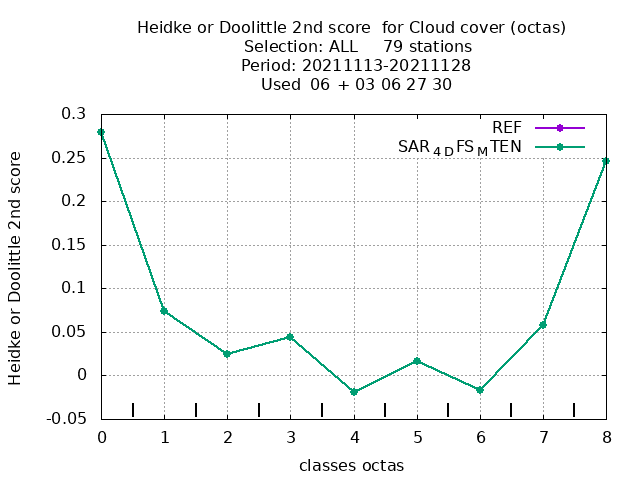 Heidke or Doolittle 2nd score  for Cloud cover (octas)
Selection: ALL     79 stations
Period: 20211113-20211128
Used  06 + 03 06 27 30
REF
SAR4DFSMTEN
Heidke or Doolittle 2nd score
0.3
0.25
0.2
0.15
0.1
0.05
0
-0.05
0 1 2 3 4 5 6 7 8
classes octas